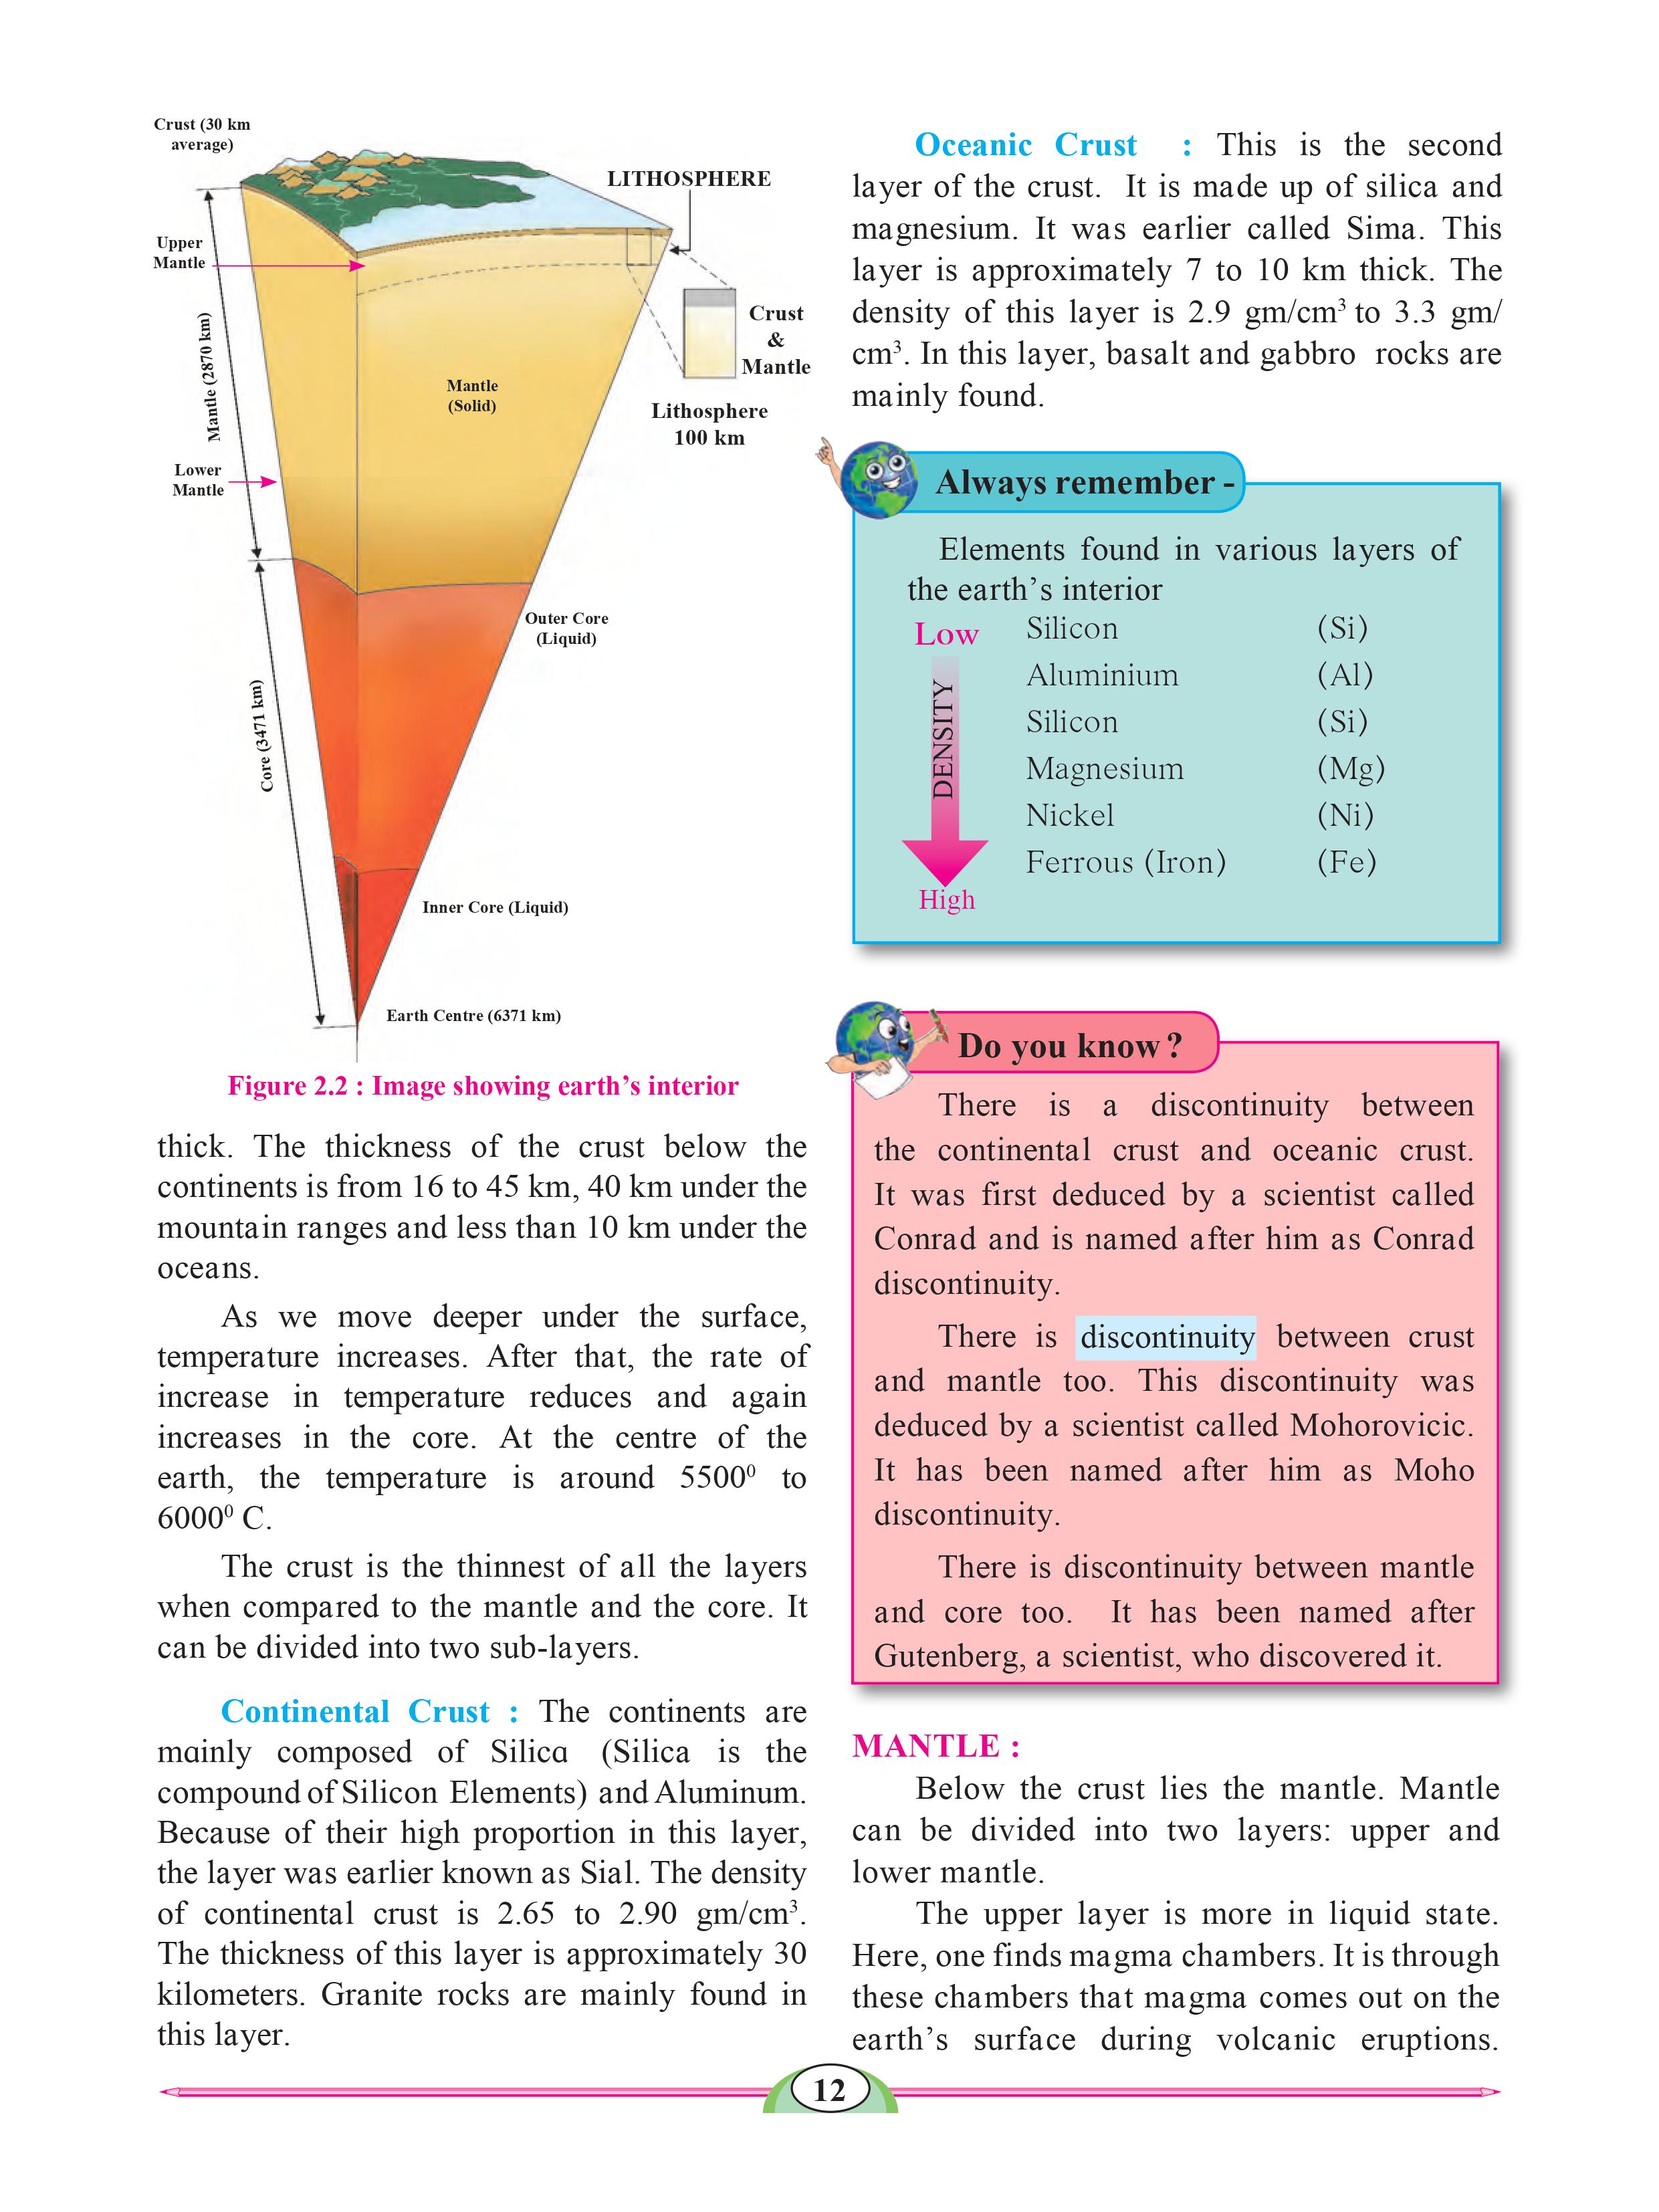 Crust (30 km
average)
LITHOSPHERE
Upper
Mantle
Mantle (2870 km)
Crust
&
Mantle
Mantle
(Solid)
Lithosphere
100 km
Lower
Mantle
Outer Core
(Liquid)
Core (3471 km)
Inner Core (Liquid)
Earth Centre (6371 km)
Figure 2.2 : Image showing earth's interior
thick. The thickness of the crust below the
continents is from 16 to 45 km, 40 km under the
mountain ranges and less than 10 km under the
oceans.
As we move deeper under the surface,
temperature increases. After that, the rate of
increase in temperature reduces and again
increases in the core. At the centre of the
earth, the temperature is around 5500⁰ to
6000⁰ C.
The crust is the thinnest of all the layers
when compared to the mantle and the core. It
can be divided into two sub-layers.
Continental Crust : The continents are
mainly composed of Silica (Silica is the
compound of Silicon Elements) and Aluminum.
Because of their high proportion in this layer,
the layer was earlier known as Sial. The density
of continental crust is 2.65 to 2.90 gm/cm³.
The thickness of this layer is approximately 30
kilometers. Granite rocks are mainly found in
this layer.
Oceanic Crust : This is the second
layer of the crust. It is made up of silica and
magnesium. It was earlier called Sima. This
layer is approximately 7 to 10 km thick. The
density of this layer is 2.9 gm/cm³ to 3.3 gm/
cm³. In this layer, basalt and gabbro rocks are
mainly found.
Always remember -
Elements found in various layers of
the earth's interior
Low
DENSITY
High
Silicon (Si)
Aluminium (Al)
Silicon (Si)
Magnesium (Mg)
Nickel (Ni)
Ferrous (Iron) (Fe)
Do you know ?
There is a discontinuity between
the continental crust and oceanic crust.
It was first deduced by a scientist called
Conrad and is named after him as Conrad
discontinuity.
There is discontinuity between crust
and mantle too. This discontinuity was
deduced by a scientist called Mohorovicic.
It has been named after him as Moho
discontinuity.
There is discontinuity between mantle
and core too. It has been named after
Gutenberg, a scientist, who discovered it.
MANTLE :
Below the crust lies the mantle. Mantle
can be divided into two layers: upper and
lower mantle.
The upper layer is more in liquid state.
Here, one finds magma chambers. It is through
these chambers that magma comes out on the
earth's surface during volcanic eruptions.
12